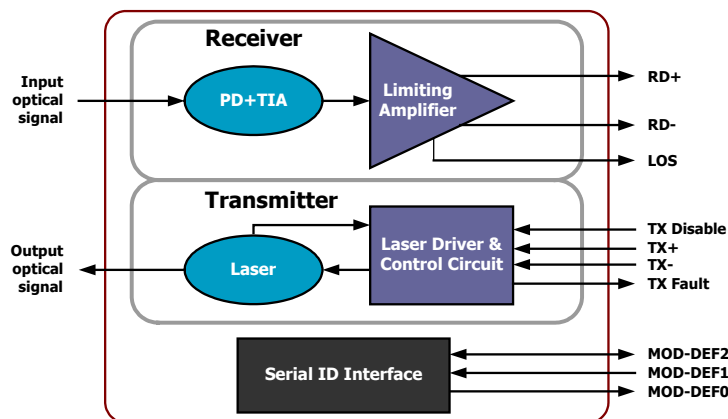 Receiver
Input
optical
signal
PD+TIA
Limiting
Amplifier
RD+
RD-
LOS
Transmitter
Output
optical
signal
Laser
Laser Driver &
Control Circuit
TX Disable
TX+
TX-
TX Fault
Serial ID Interface
MOD-DEF2
MOD-DEF1
MOD-DEF0